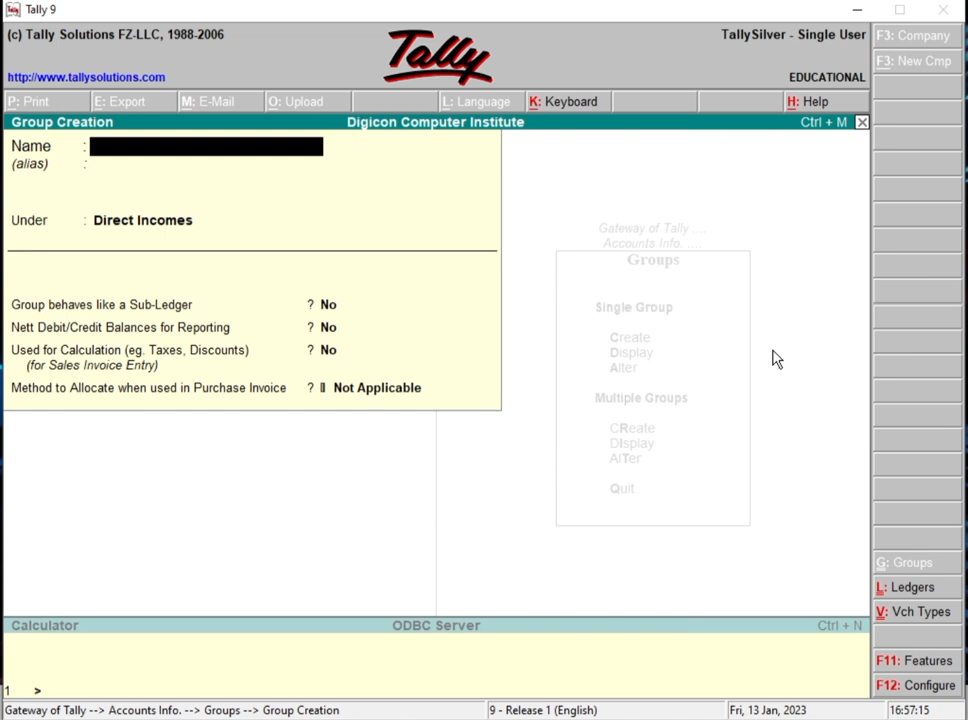 Tally 9
(c) Tally Solutions FZ-LLC, 1988-2006
Tally
TallySilver - Single User
http://www.tallysolutions.com
EDUCATIONAL
P: Print
E: Export
M: E-Mail
O: Upload
L: Language
K: Keyboard
H: Help
Group Creation
Digicon Computer Institute
Ctrl + M
Name :
(alias) :
Under : Direct Incomes
Group behaves like a Sub-Ledger ? No
Nett Debit/Credit Balances for Reporting ? No
Used for Calculation (eg. Taxes, Discounts) ? No
(for Sales Invoice Entry)
Method to Allocate when used in Purchase Invoice ? Not Applicable
Gateway of Tally ....
Accounts Info. ....
Groups
Single Group
Create
Display
Alter
Multiple Groups
CReate
DIsplay
AlTer
Quit
F3: Company
F3: New Cmp
G: Groups
L: Ledgers
V: Vch Types
F11: Features
F12: Configure
Calculator
ODBC Server
Ctrl + N
1 >
Gateway of Tally --> Accounts Info. --> Groups --> Group Creation
9 - Release 1 (English)
Fri, 13 Jan, 2023
16:57:15